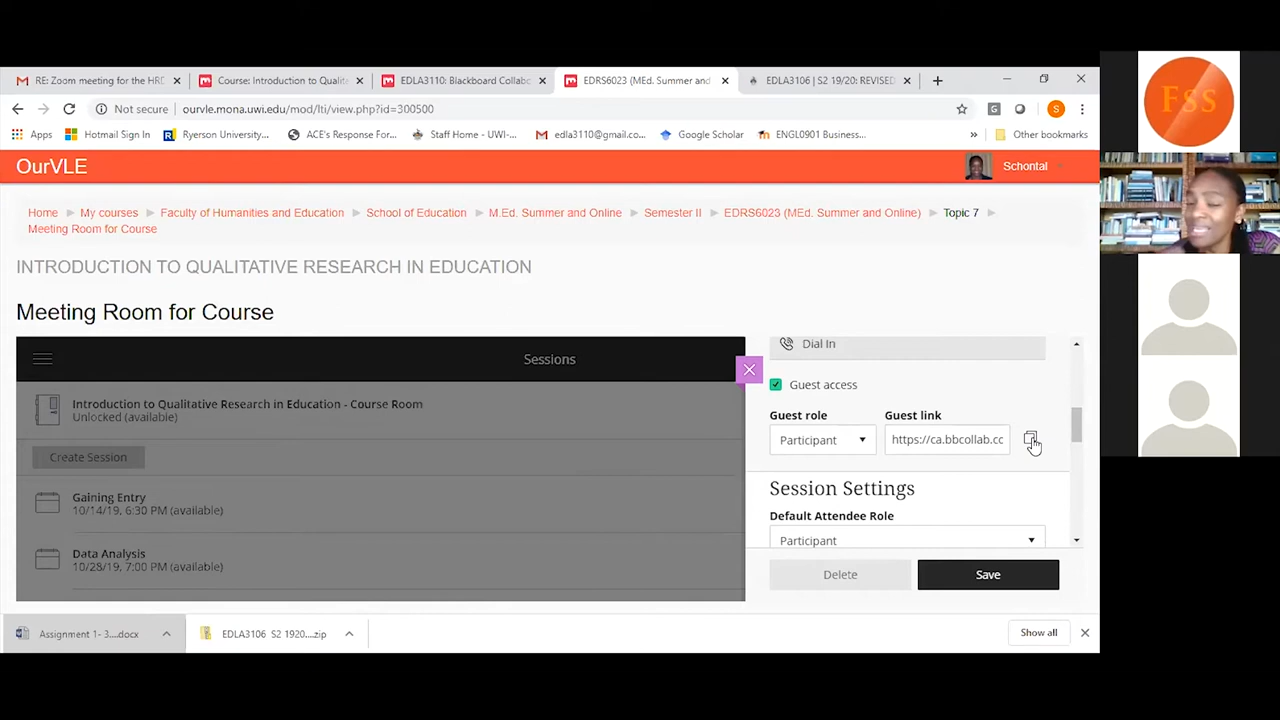 RE: Zoom meeting for the HRD
Course: Introduction to Qualita
EDLA3110: Blackboard Collabo
EDRS6023 (MEd. Summer and
EDLA3106 | S2 19/20: REVISED
Not secure
ourvle.mona.uwi.edu/mod/lti/view.php?id=300500
S
Apps
Hotmail Sign In
Ryerson University...
ACE's Response For...
Staff Home - UWI-...
edla3110@gmail.co...
Google Scholar
ENGL0901 Business...
»
Other bookmarks
OurVLE
Schontal
Home
My courses
Faculty of Humanities and Education
School of Education
M.Ed. Summer and Online
Semester II
EDRS6023 (MEd. Summer and Online)
Topic 7
Meeting Room for Course
INTRODUCTION TO QUALITATIVE RESEARCH IN EDUCATION
Meeting Room for Course
Sessions
Introduction to Qualitative Research in Education - Course Room
Unlocked (available)
Create Session
Gaining Entry
10/14/19, 6:30 PM (available)
Data Analysis
10/28/19, 7:00 PM (available)
Dial In
Guest access
Guest role
Guest link
Participant
https://ca.bbcollab.cc
Session Settings
Default Attendee Role
Participant
Delete
Save
Assignment 1- 3....docx
EDLA3106 S2 1920....zip
Show all
FSS